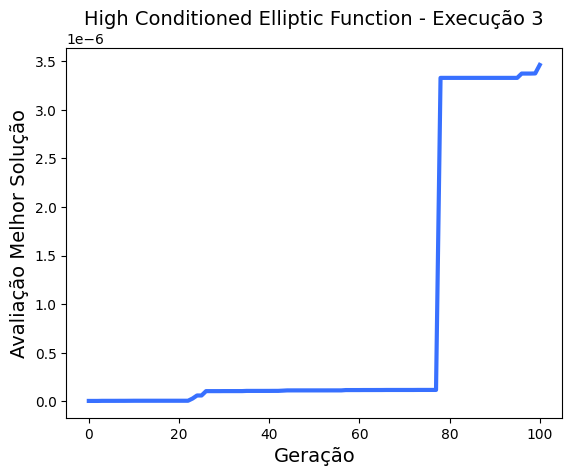 High Conditioned Elliptic Function - Execução 3
1e−6
3.5
3.0
2.5
2.0
1.5
1.0
0.5
0.0
Avaliação Melhor Solução
0 20 40 60 80 100
Geração